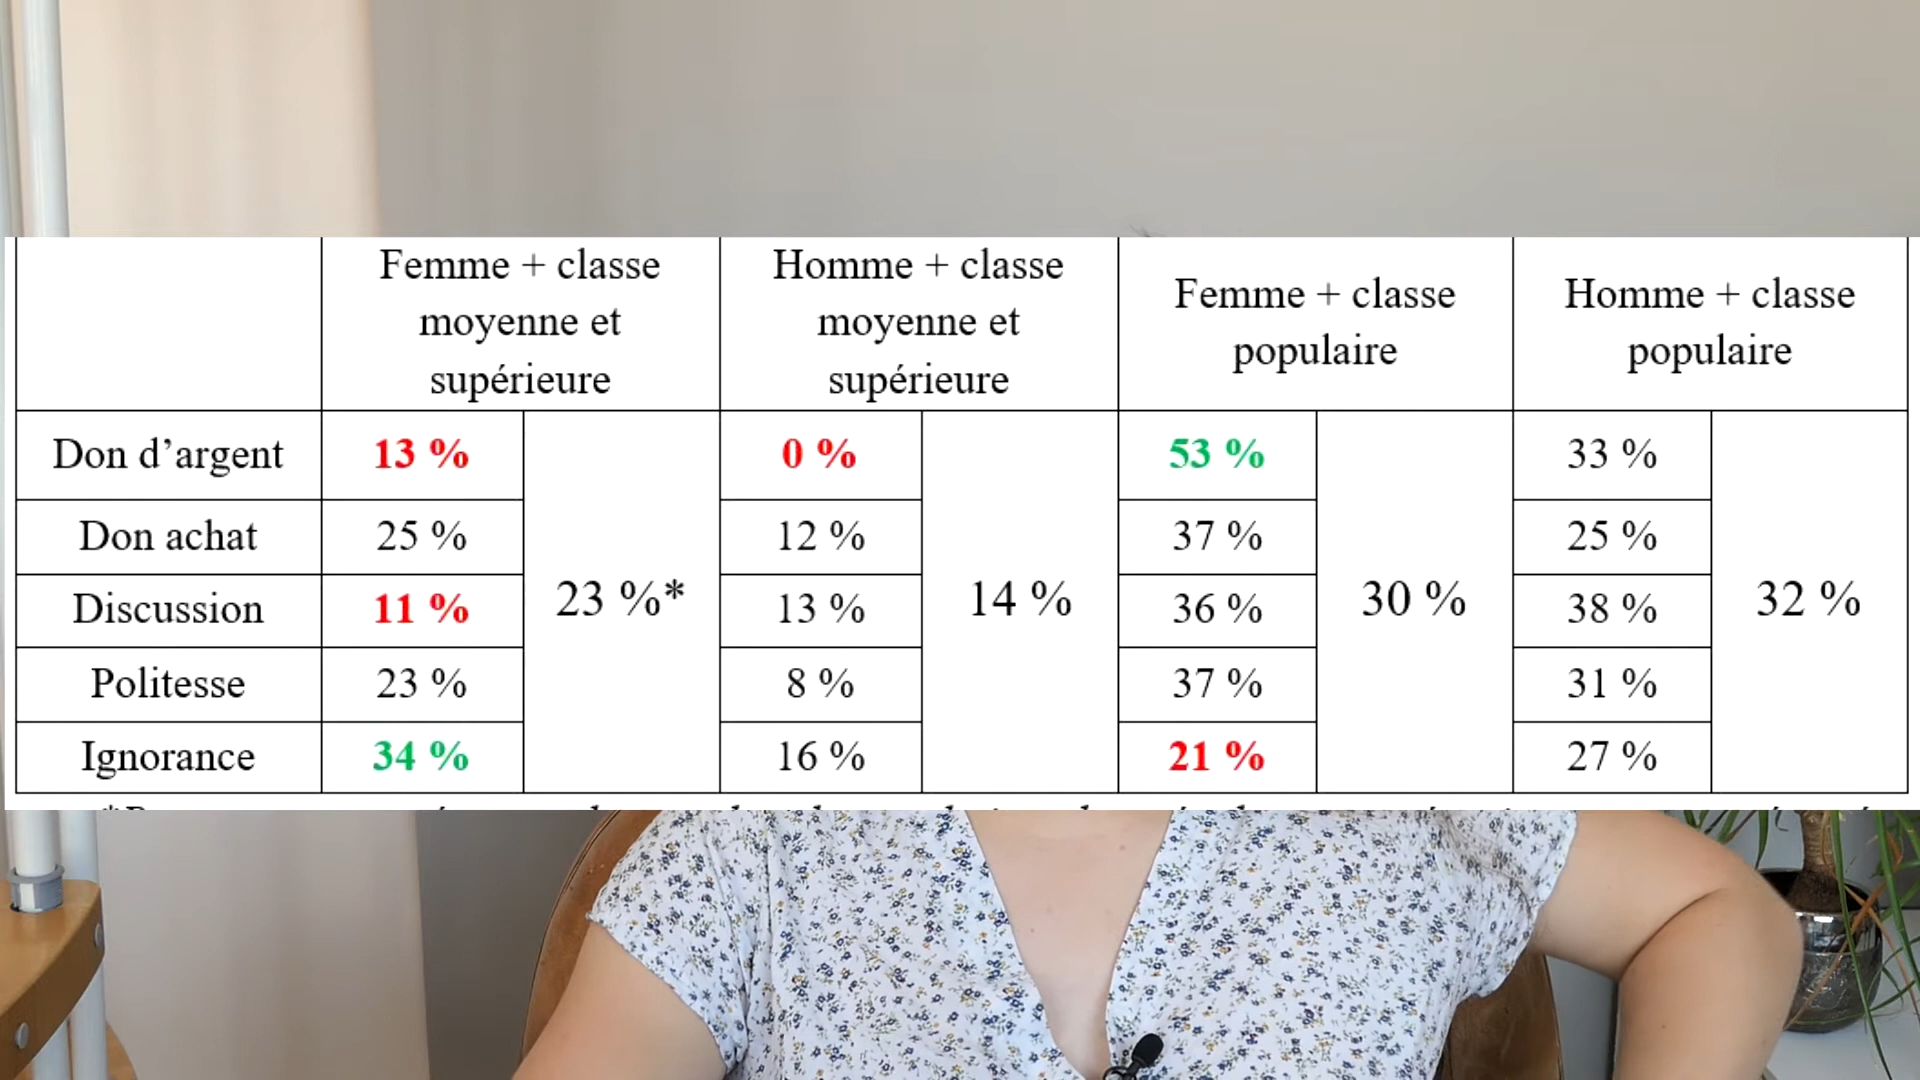 Femme + classe
moyenne et
supérieure
Homme + classe
moyenne et
supérieure
Femme + classe
populaire
Homme + classe
populaire
Don d’argent
13 %
0 %
53 %
33 %
Don achat
25 %
12 %
37 %
25 %
Discussion
11 %
23 %*
13 %
14 %
36 %
30 %
38 %
32 %
Politesse
23 %
8 %
37 %
31 %
Ignorance
34 %
16 %
21 %
27 %